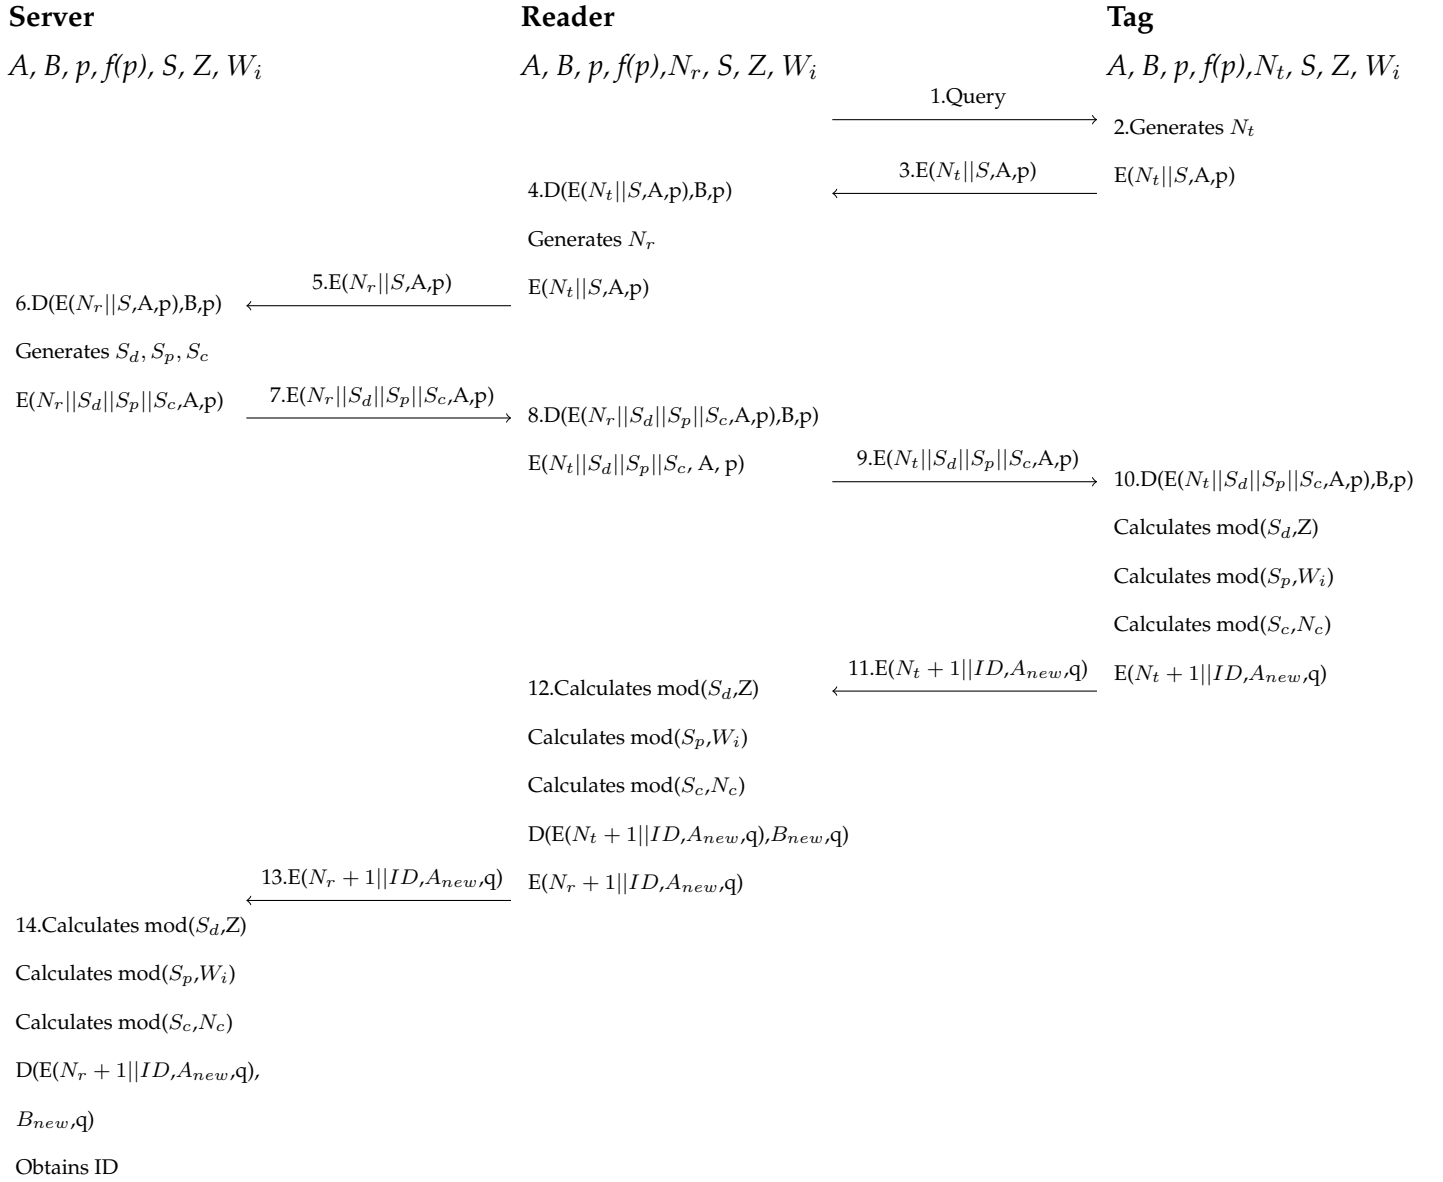 Server Reader Tag
A, B, p, f(p), S, Z, W_i A, B, p, f(p),N_r, S, Z, W_i A, B, p, f(p),N_t, S, Z, W_i
1.Query
2.Generates N_t
E(N_t||S,A,p)
3.E(N_t||S,A,p)
4.D(E(N_t||S,A,p),B,p)
Generates N_r
E(N_t||S,A,p)
5.E(N_r||S,A,p)
6.D(E(N_r||S,A,p),B,p)
Generates S_d, S_p, S_c
E(N_r||S_d||S_p||S_c,A,p)
7.E(N_r||S_d||S_p||S_c,A,p)
8.D(E(N_r||S_d||S_p||S_c,A,p),B,p)
E(N_t||S_d||S_p||S_c, A, p)
9.E(N_t||S_d||S_p||S_c,A,p)
10.D(E(N_t||S_d||S_p||S_c,A,p),B,p)
Calculates mod(S_d,Z)
Calculates mod(S_p,W_i)
Calculates mod(S_c,N_c)
E(N_t + 1||ID,A_new,q)
11.E(N_t + 1||ID,A_new,q)
12.Calculates mod(S_d,Z)
Calculates mod(S_p,W_i)
Calculates mod(S_c,N_c)
D(E(N_t + 1||ID,A_new,q),B_new,q)
E(N_r + 1||ID,A_new,q)
13.E(N_r + 1||ID,A_new,q)
14.Calculates mod(S_d,Z)
Calculates mod(S_p,W_i)
Calculates mod(S_c,N_c)
D(E(N_r + 1||ID,A_new,q),
B_new,q)
Obtains ID